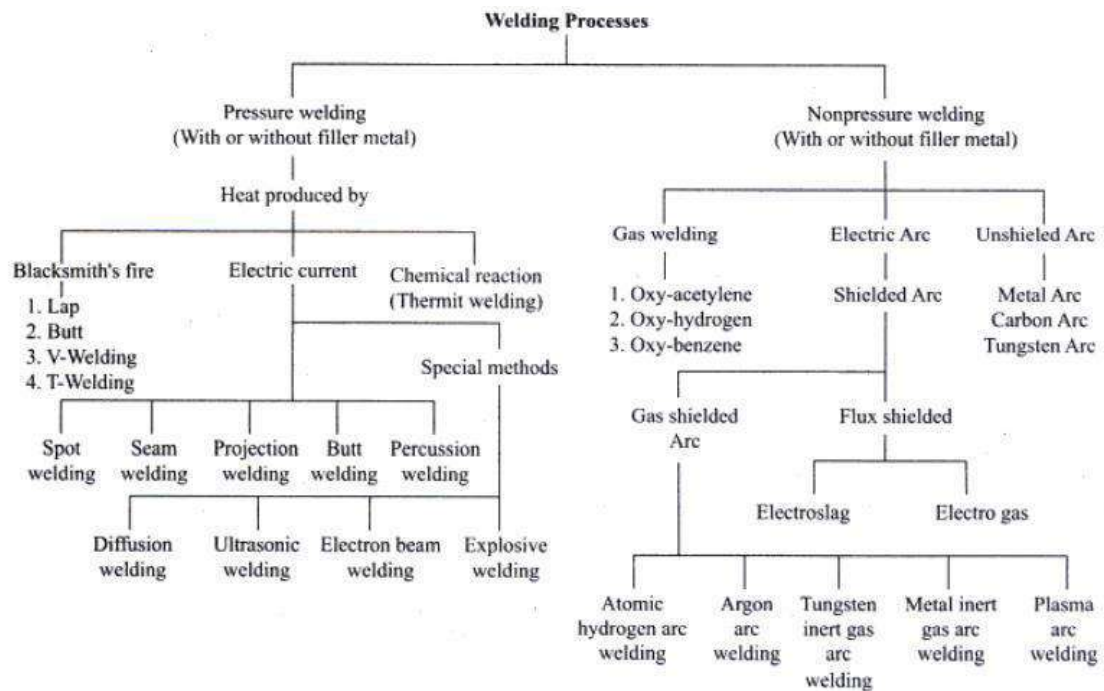 Welding Processes
Pressure welding
(With or without filler metal)
Nonpressure welding
(With or without filler metal)
Heat produced by
Blacksmith's fire
1. Lap
2. Butt
3. V-Welding
4. T-Welding
Electric current
Chemical reaction
(Thermit welding)
Special methods
Spot
welding
Seam
welding
Projection
welding
Butt
welding
Percussion
welding
Diffusion
welding
Ultrasonic
welding
Electron beam
welding
Explosive
welding
Gas welding
1. Oxy-acetylene
2. Oxy-hydrogen
3. Oxy-benzene
Electric Arc
Shielded Arc
Unshieled Arc
Metal Arc
Carbon Arc
Tungsten Arc
Gas shielded
Arc
Flux shielded
Electroslag
Electro gas
Atomic
hydrogen arc
welding
Argon
arc
welding
Tungsten
inert gas
arc
welding
Metal inert
gas arc
welding
Plasma
arc
welding